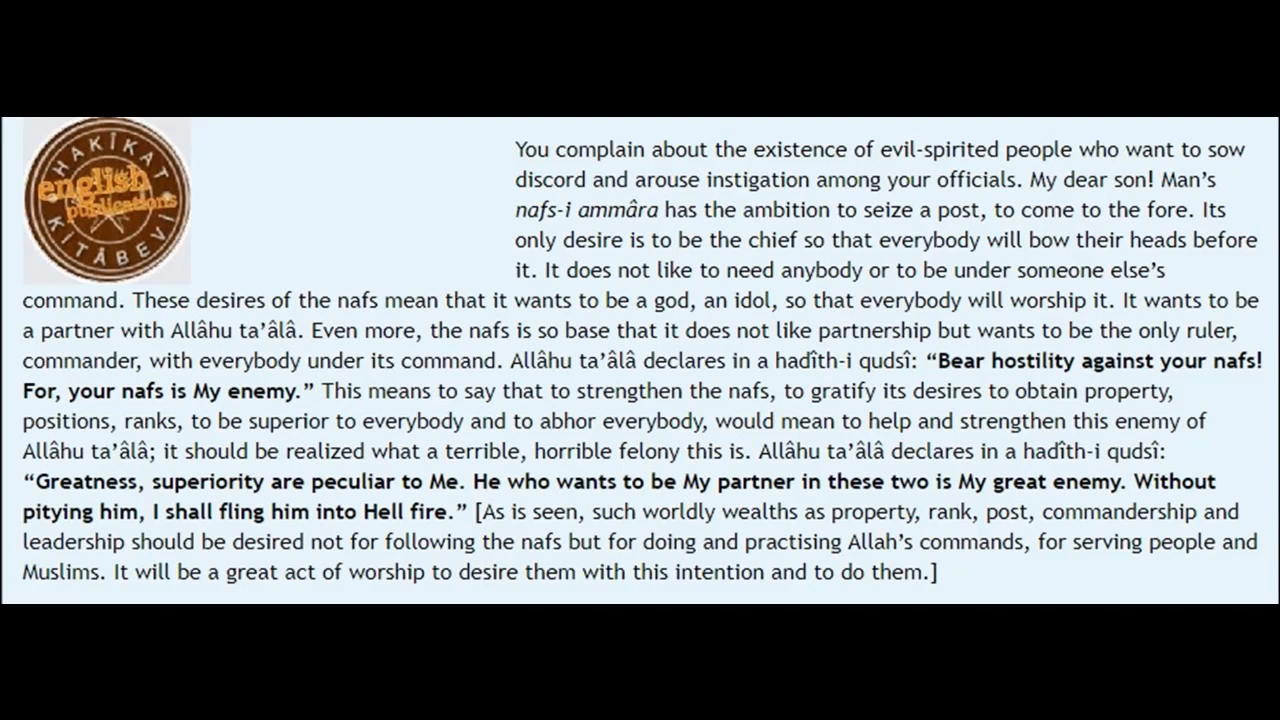 HAKÎKAT
english
publications
KİTÂBEVİ
You complain about the existence of evil-spirited people who want to sow
discord and arouse instigation among your officials. My dear son! Man’s
nafs-i ammâra has the ambition to seize a post, to come to the fore. Its
only desire is to be the chief so that everybody will bow their heads before
it. It does not like to need anybody or to be under someone else’s
command. These desires of the nafs mean that it wants to be a god, an idol, so that everybody will worship it. It wants to be
a partner with Allâhu ta’âlâ. Even more, the nafs is so base that it does not like partnership but wants to be the only ruler,
commander, with everybody under its command. Allâhu ta’âlâ declares in a hadîth-i qudsî: “Bear hostility against your nafs!
For, your nafs is My enemy.” This means to say that to strengthen the nafs, to gratify its desires to obtain property,
positions, ranks, to be superior to everybody and to abhor everybody, would mean to help and strengthen this enemy of
Allâhu ta’âlâ; it should be realized what a terrible, horrible felony this is. Allâhu ta’âlâ declares in a hadîth-i qudsî:
“Greatness, superiority are peculiar to Me. He who wants to be My partner in these two is My great enemy. Without
pitying him, I shall fling him into Hell fire.” [As is seen, such worldly wealths as property, rank, post, commandership and
leadership should be desired not for following the nafs but for doing and practising Allah’s commands, for serving people and
Muslims. It will be a great act of worship to desire them with this intention and to do them.]